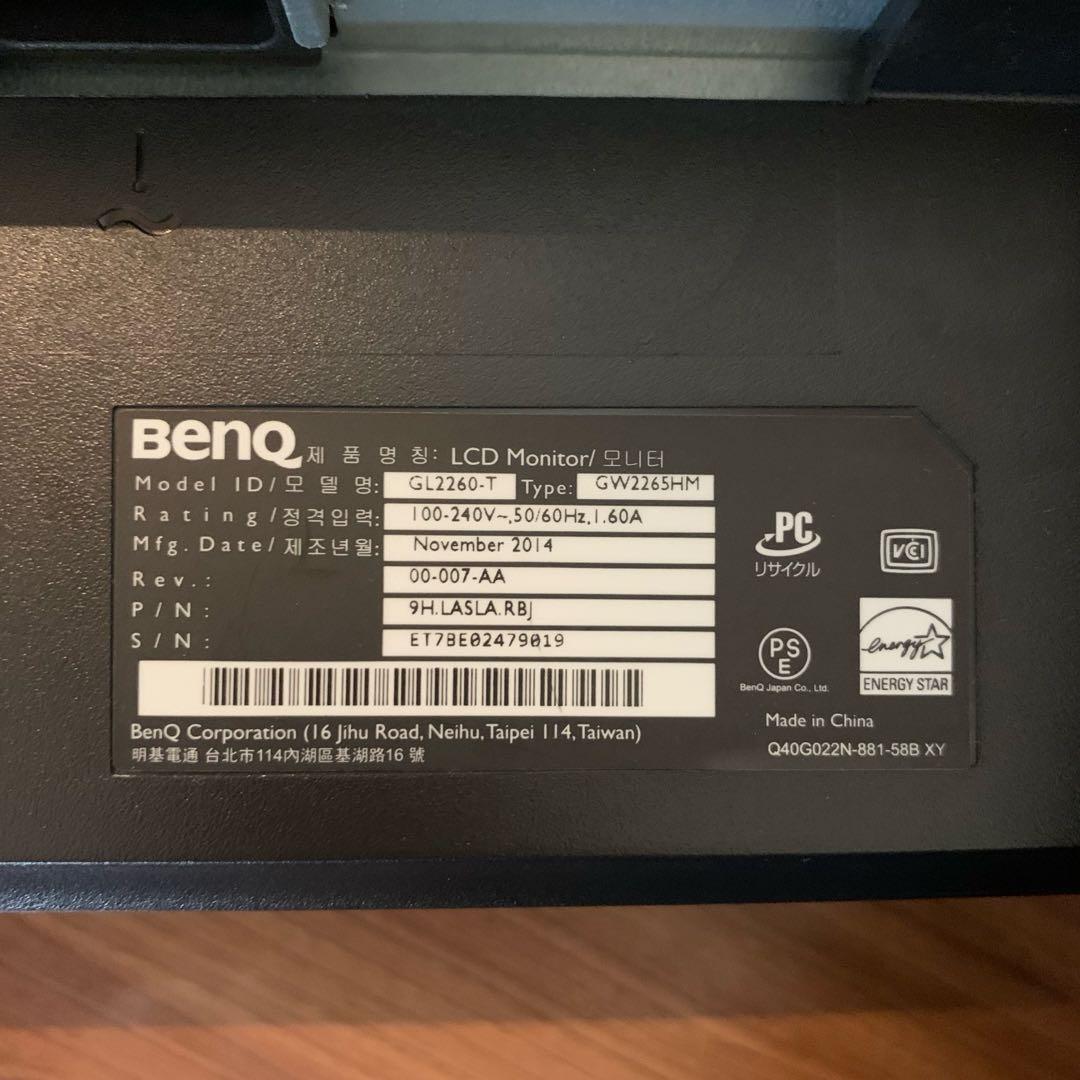 BenQ 제 품 명 칭: LCD Monitor/ 모니터
Model ID/모 델 명: GL2260-T Type: GW2265HM
Rating/정격입력: 100-240V~,50/60Hz,1.60A
Mfg. Date/제조년월: November 2014
Rev.: 00-007-AA
P/N: 9H.LASLA.RBJ
S/N: ET7BE02479019
BenQ Corporation (16 Jihu Road, Neihu, Taipei 114, Taiwan)
明基電通 台北市114內湖區基湖路16 號
PC
リサイクル
VCI
PS
E
BenQ Japan Co., Ltd.
energy
ENERGY STAR
Made in China
Q40G022N-881-58B XY